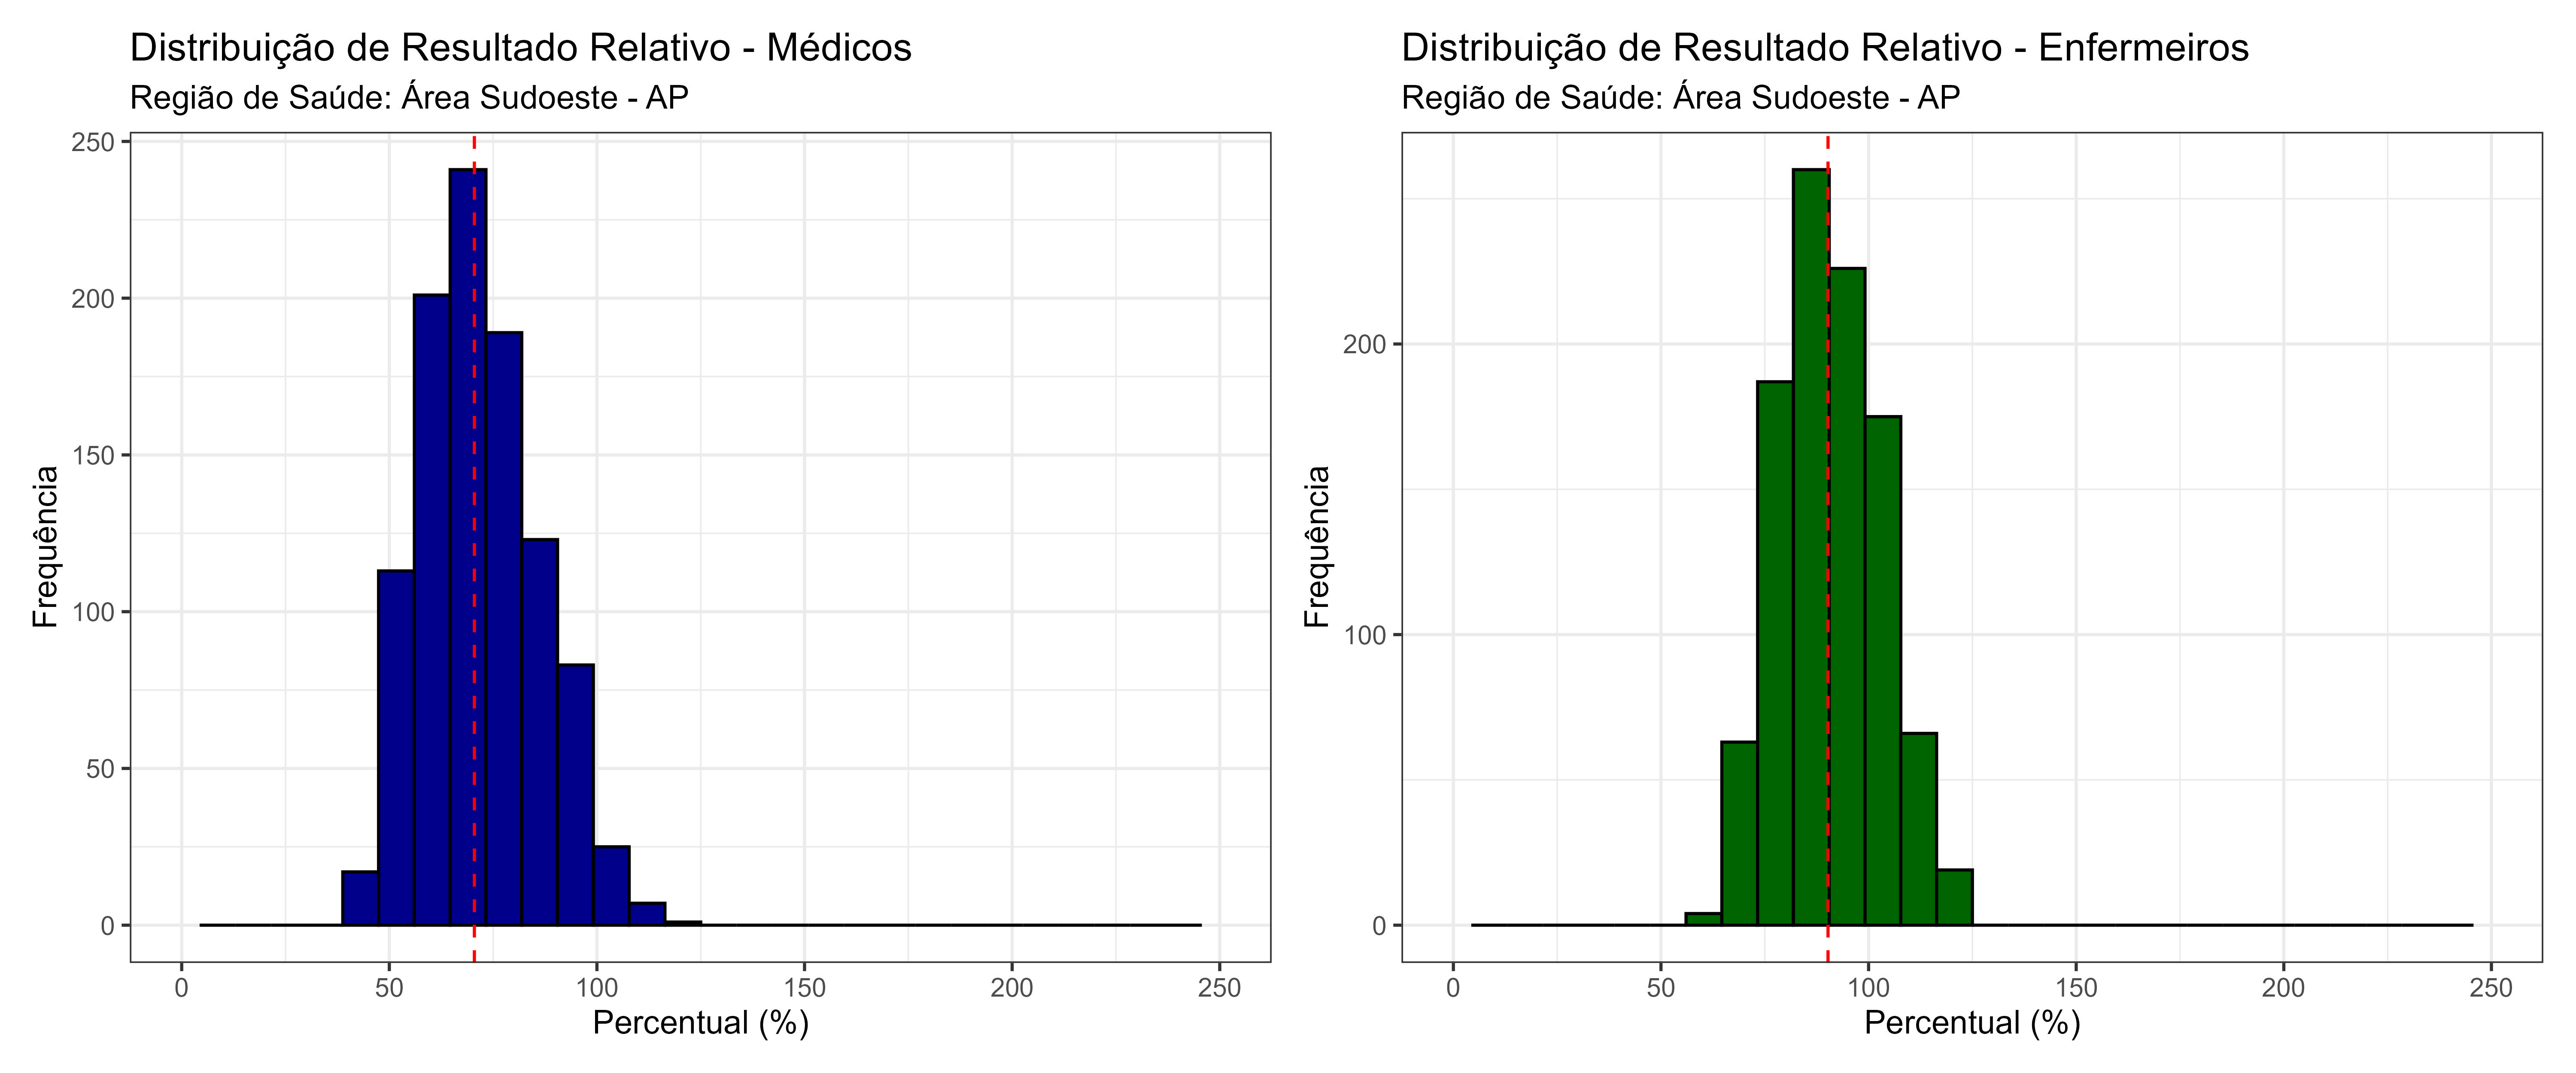 Distribuição de Resultado Relativo - Médicos
Região de Saúde: Área Sudoeste - AP
250
200
150
100
50
0
Frequência
0 50 100 150 200 250
Percentual (%)
Distribuição de Resultado Relativo - Enfermeiros
Região de Saúde: Área Sudoeste - AP
200
100
0
Frequência
0 50 100 150 200 250
Percentual (%)